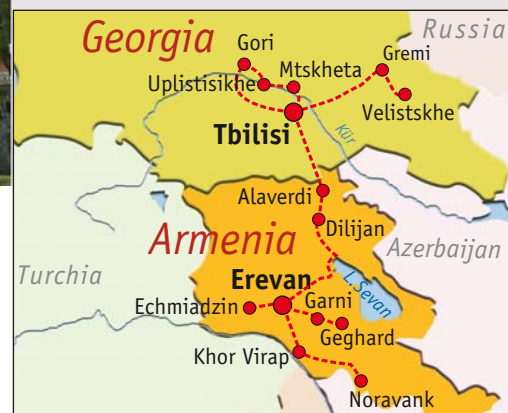 Georgia
Russia
Gori
Gremi
Uplistisikhe
Mtskheta
Velistskhe
Tbilisi
Kür
Alaverdi
Dilijan
Armenia
Azerbaijan
Turchia
Erevan
L. Sevan
Echmiadzin
Garni
Geghard
Khor Virap
Noravank